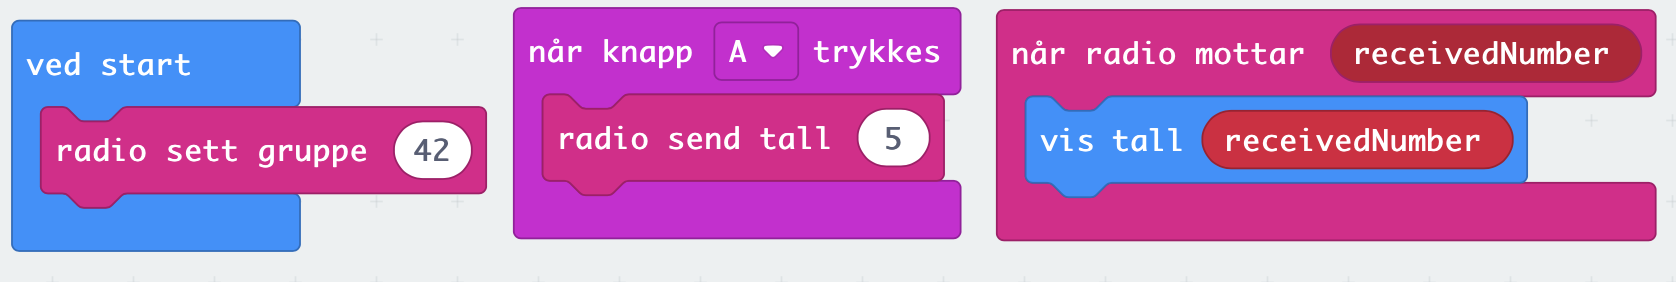 ved start
radio sett gruppe 42
når knapp A trykkes
radio send tall 5
når radio mottar receivedNumber
vis tall receivedNumber